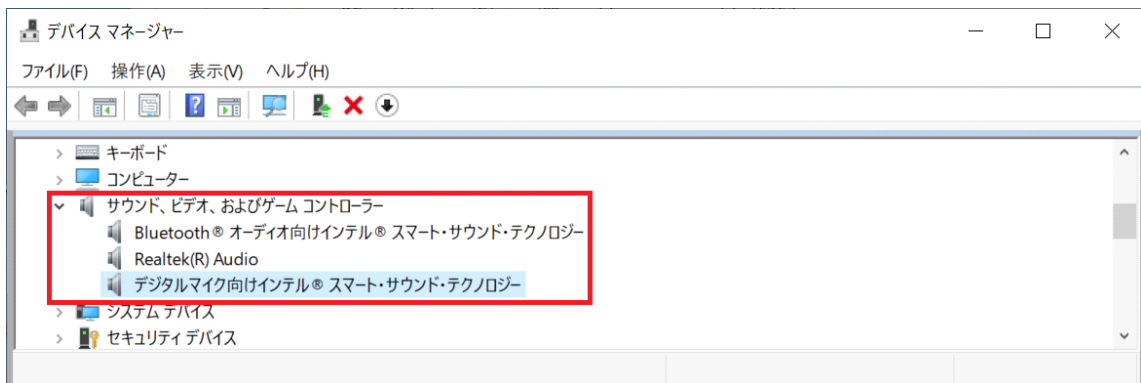 デバイス マネージャー
ファイル(F) 操作(A) 表示(V) ヘルプ(H)
キーボード
コンピューター
サウンド、ビデオ、およびゲーム コントローラー
Bluetooth® オーディオ向けインテル® スマート・サウンド・テクノロジー
Realtek(R) Audio
デジタルマイク向けインテル® スマート・サウンド・テクノロジー
システム デバイス
セキュリティ デバイス